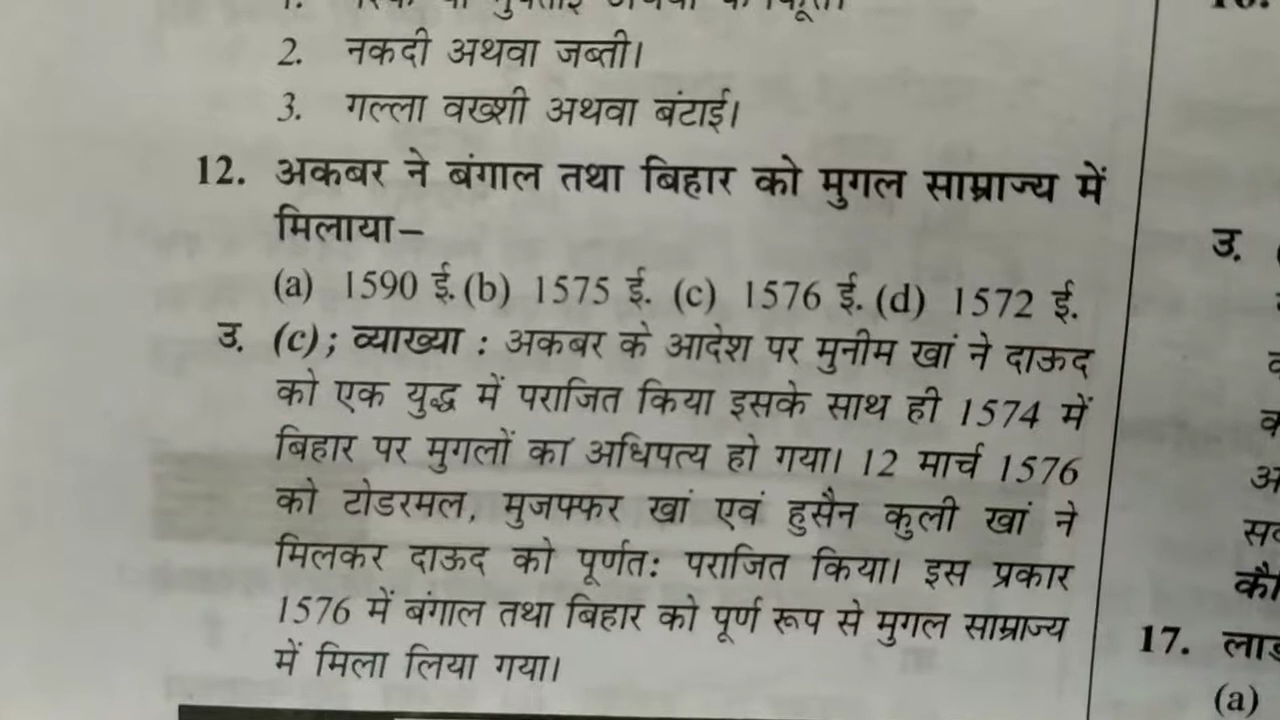 2. नकदी अथवा जब्ती।
3. गल्ला वख्शी अथवा बंटाई।
12. अकबर ने बंगाल तथा बिहार को मुगल साम्राज्य में
मिलाया–
(a) 1590 ई. (b) 1575 ई. (c) 1576 ई. (d) 1572 ई.
उ. (c); व्याख्या : अकबर के आदेश पर मुनीम खां ने दाऊद
को एक युद्ध में पराजित किया इसके साथ ही 1574 में
बिहार पर मुगलों का अधिपत्य हो गया। 12 मार्च 1576
को टोडरमल, मुजफ्फर खां एवं हुसैन कुली खां ने
मिलकर दाऊद को पूर्णत: पराजित किया। इस प्रकार
1576 में बंगाल तथा बिहार को पूर्ण रूप से मुगल साम्राज्य
में मिला लिया गया।
उ.
17.
(a)